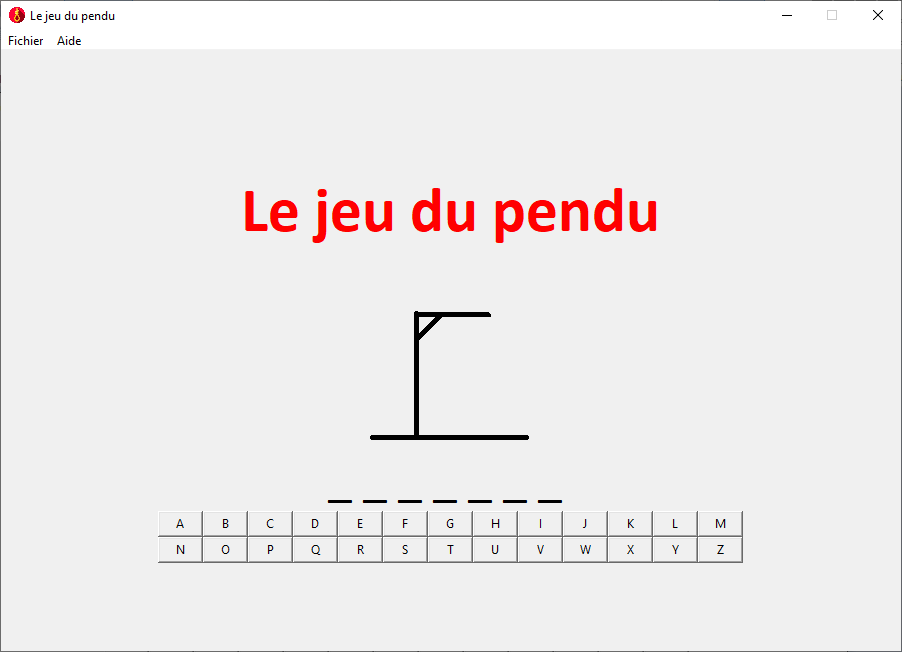 Le jeu du pendu
Fichier Aide
Le jeu du pendu
_ _ _ _ _ _ _
A B C D E F G H I J K L M
N O P Q R S T U V W X Y Z